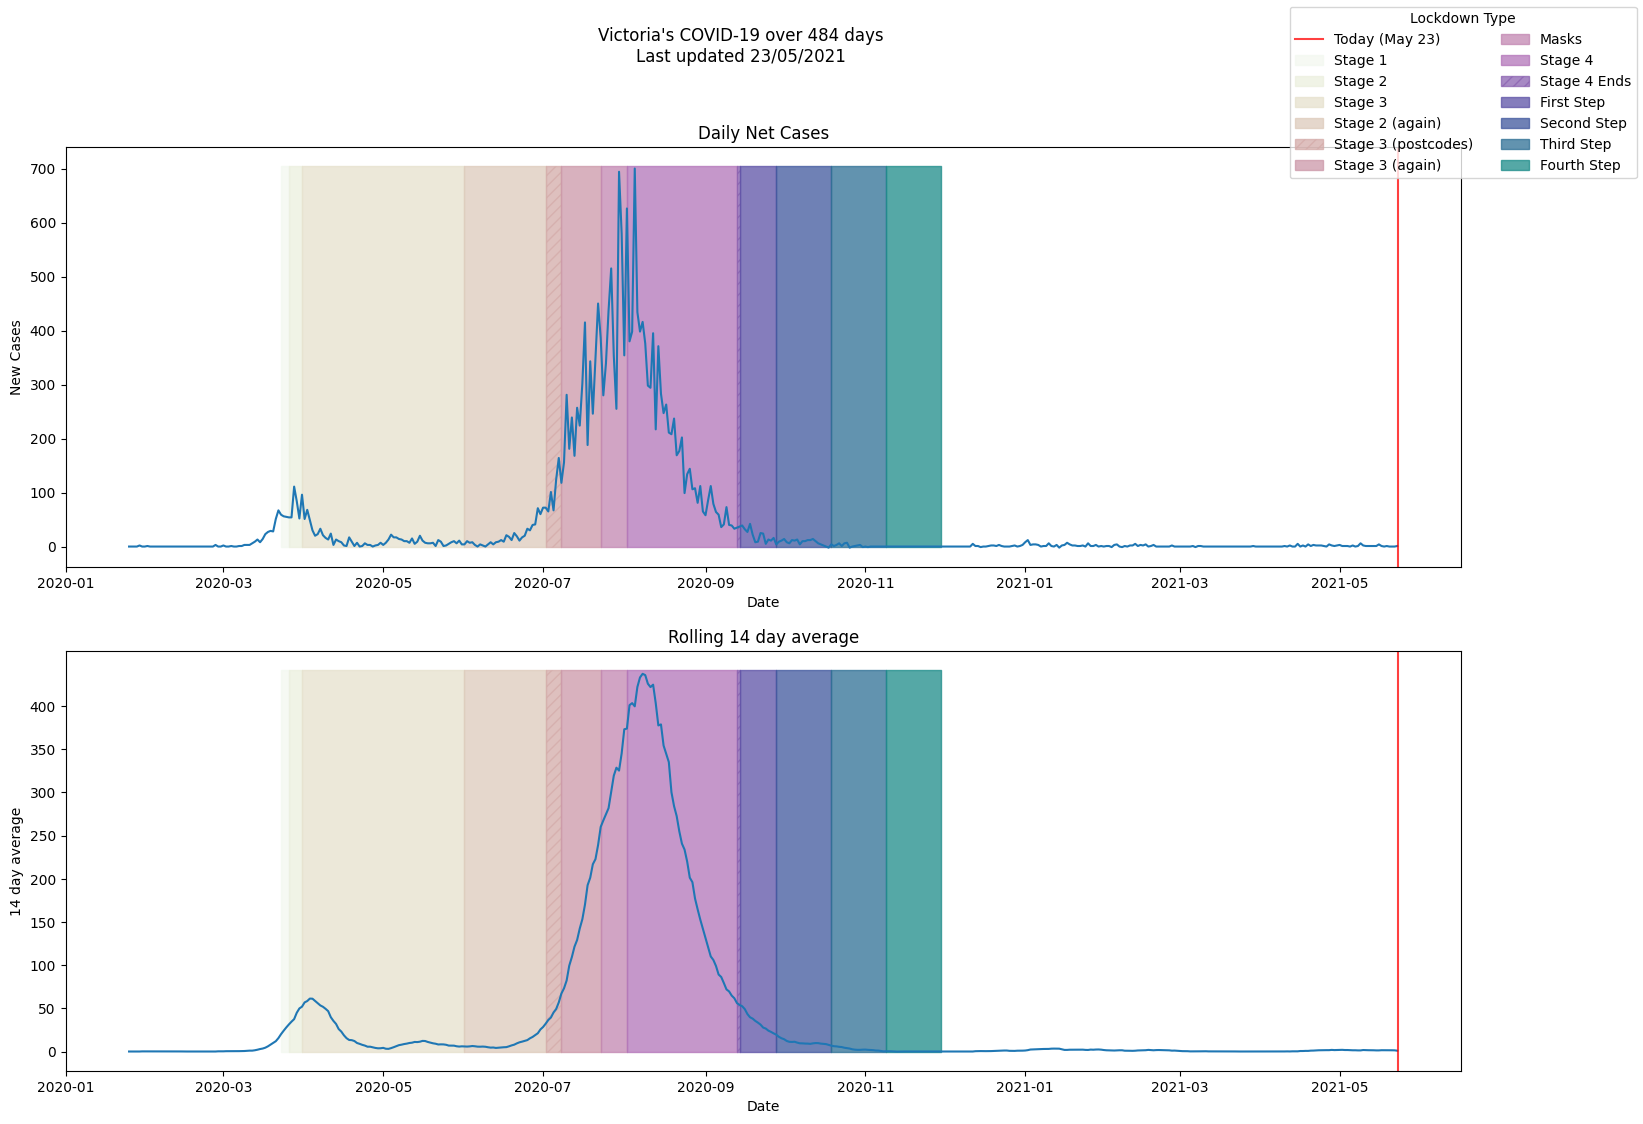 Victoria's COVID-19 over 484 days
Last updated 23/05/2021
Lockdown Type
Today (May 23)
Stage 1
Stage 2
Stage 3
Stage 2 (again)
Stage 3 (postcodes)
Stage 3 (again)
Masks
Stage 4
Stage 4 Ends
First Step
Second Step
Third Step
Fourth Step
Daily Net Cases
New Cases
700
600
500
400
300
200
100
0
2020-01 2020-03 2020-05 2020-07 2020-09 2020-11 2021-01 2021-03 2021-05
Date
Rolling 14 day average
14 day average
400
350
300
250
200
150
100
50
0
2020-01 2020-03 2020-05 2020-07 2020-09 2020-11 2021-01 2021-03 2021-05
Date